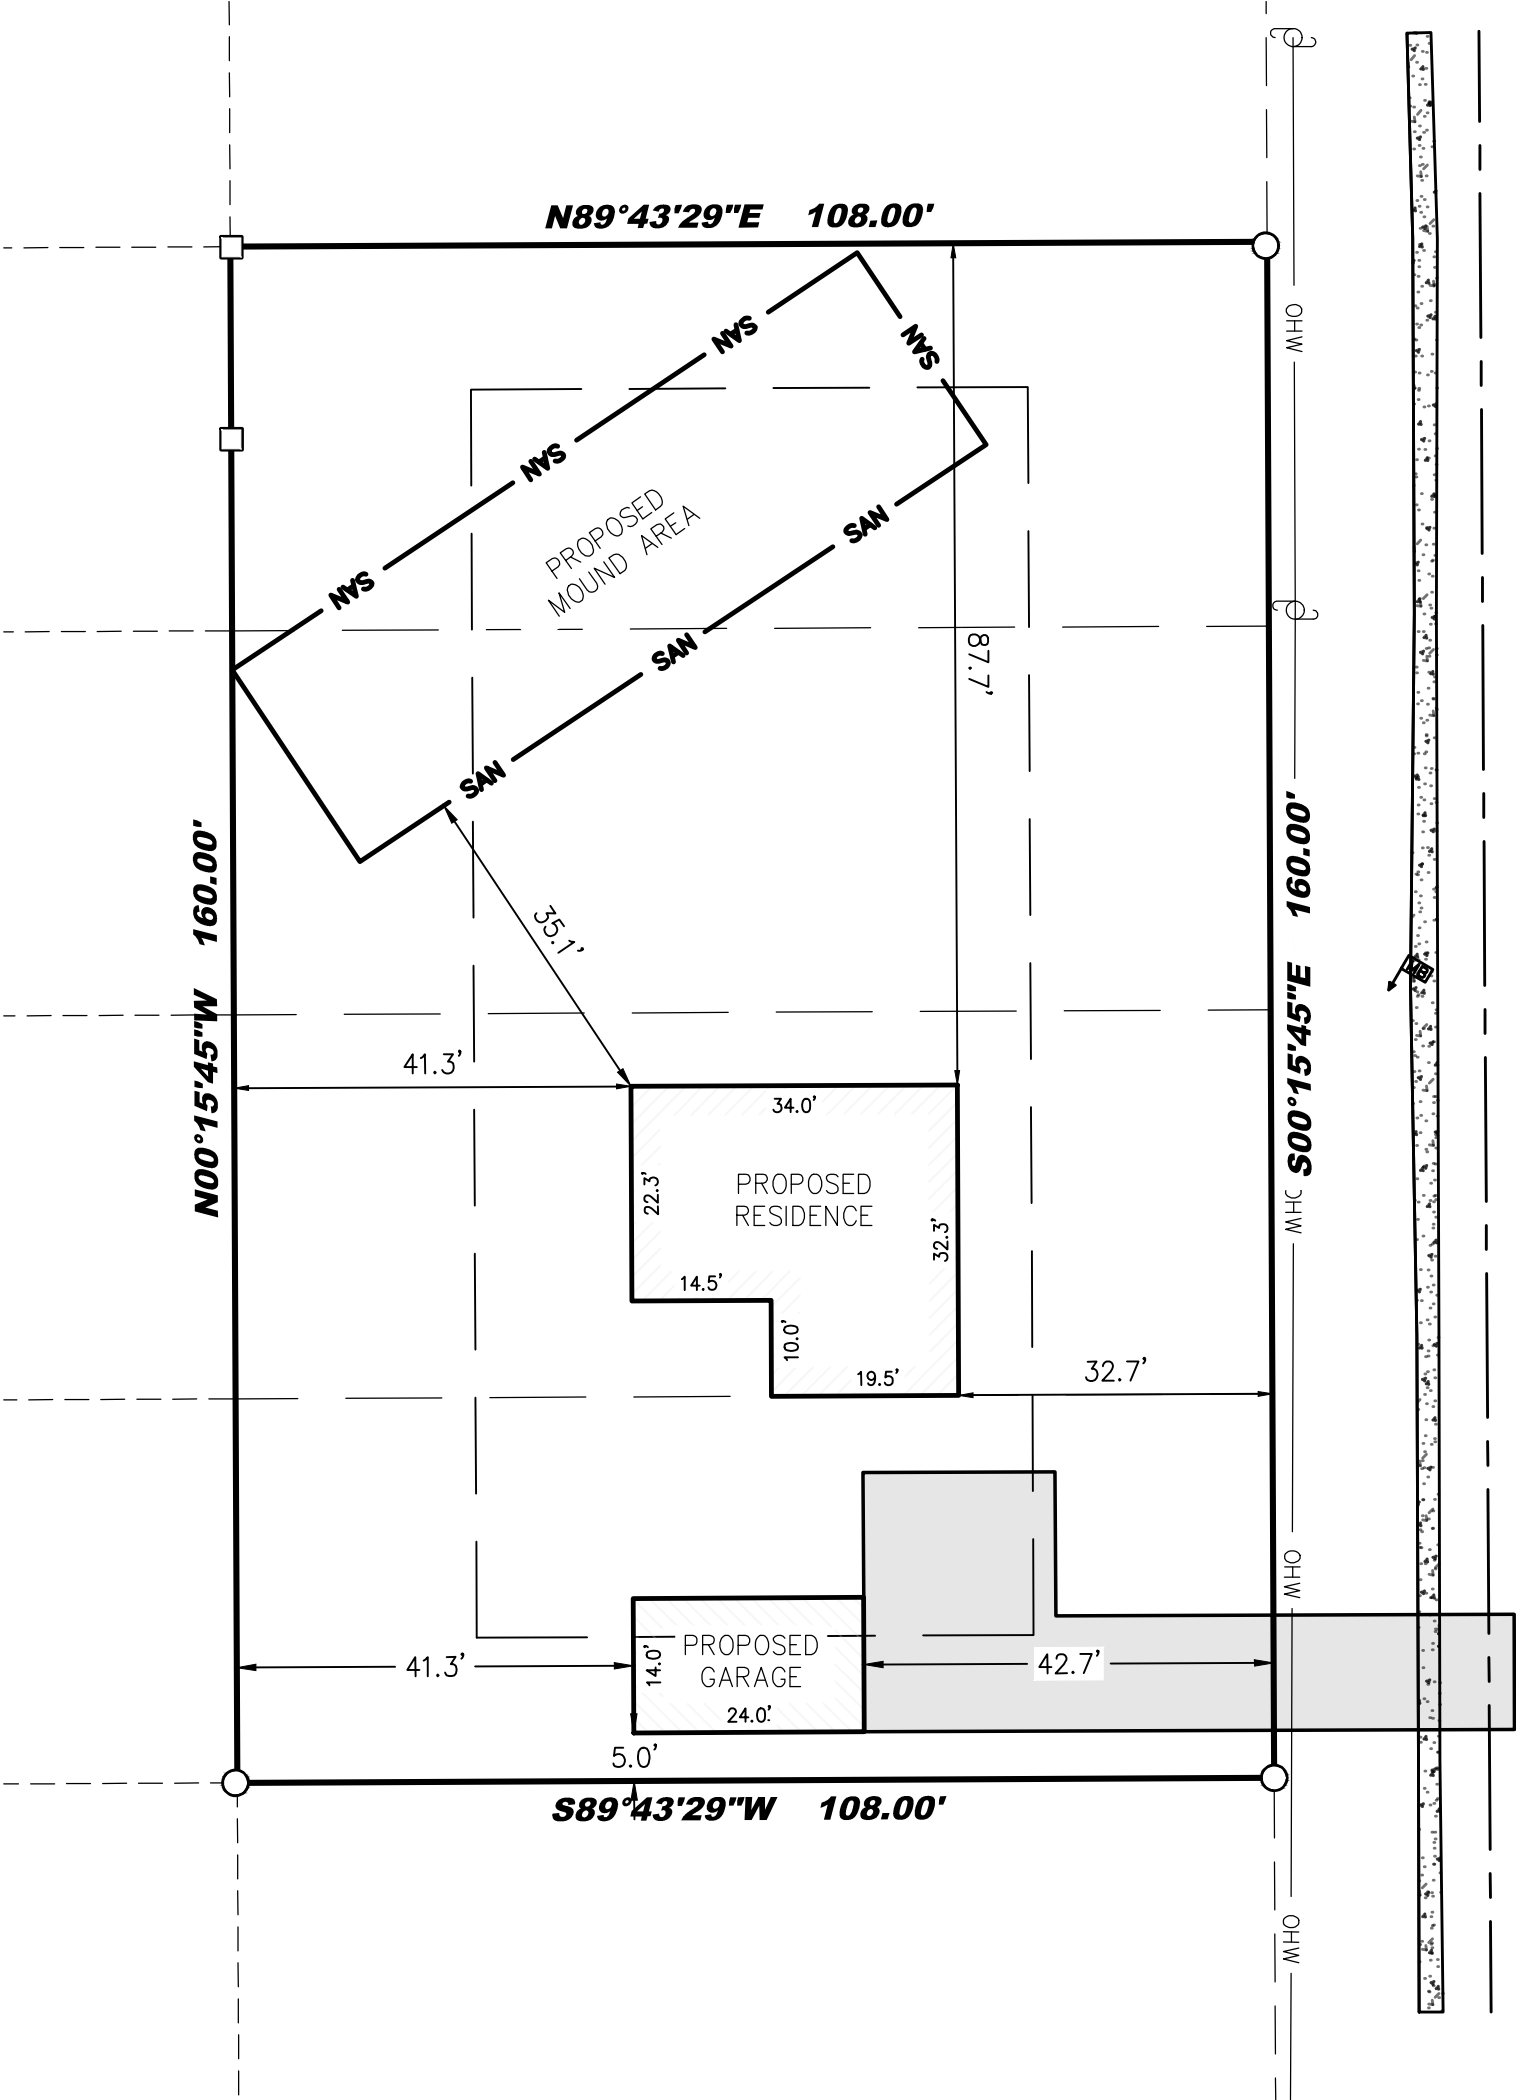 N89°43'29"E 108.00'
OHW
SAN
SAN
SAN
SAN
PROPOSED
MOUND AREA
SAN
SAN
SAN
87.7'
35.1'
N00°15'45"W 160.00'
S00°15'45"E 160.00'
MB
41.3'
34.0'
22.3'
PROPOSED
RESIDENCE
32.3'
14.5'
10.0'
19.5'
32.7'
OHW
OHW
41.3'
14.0'
PROPOSED
GARAGE
24.0'
42.7'
5.0'
S89°43'29"W 108.00'
OHW